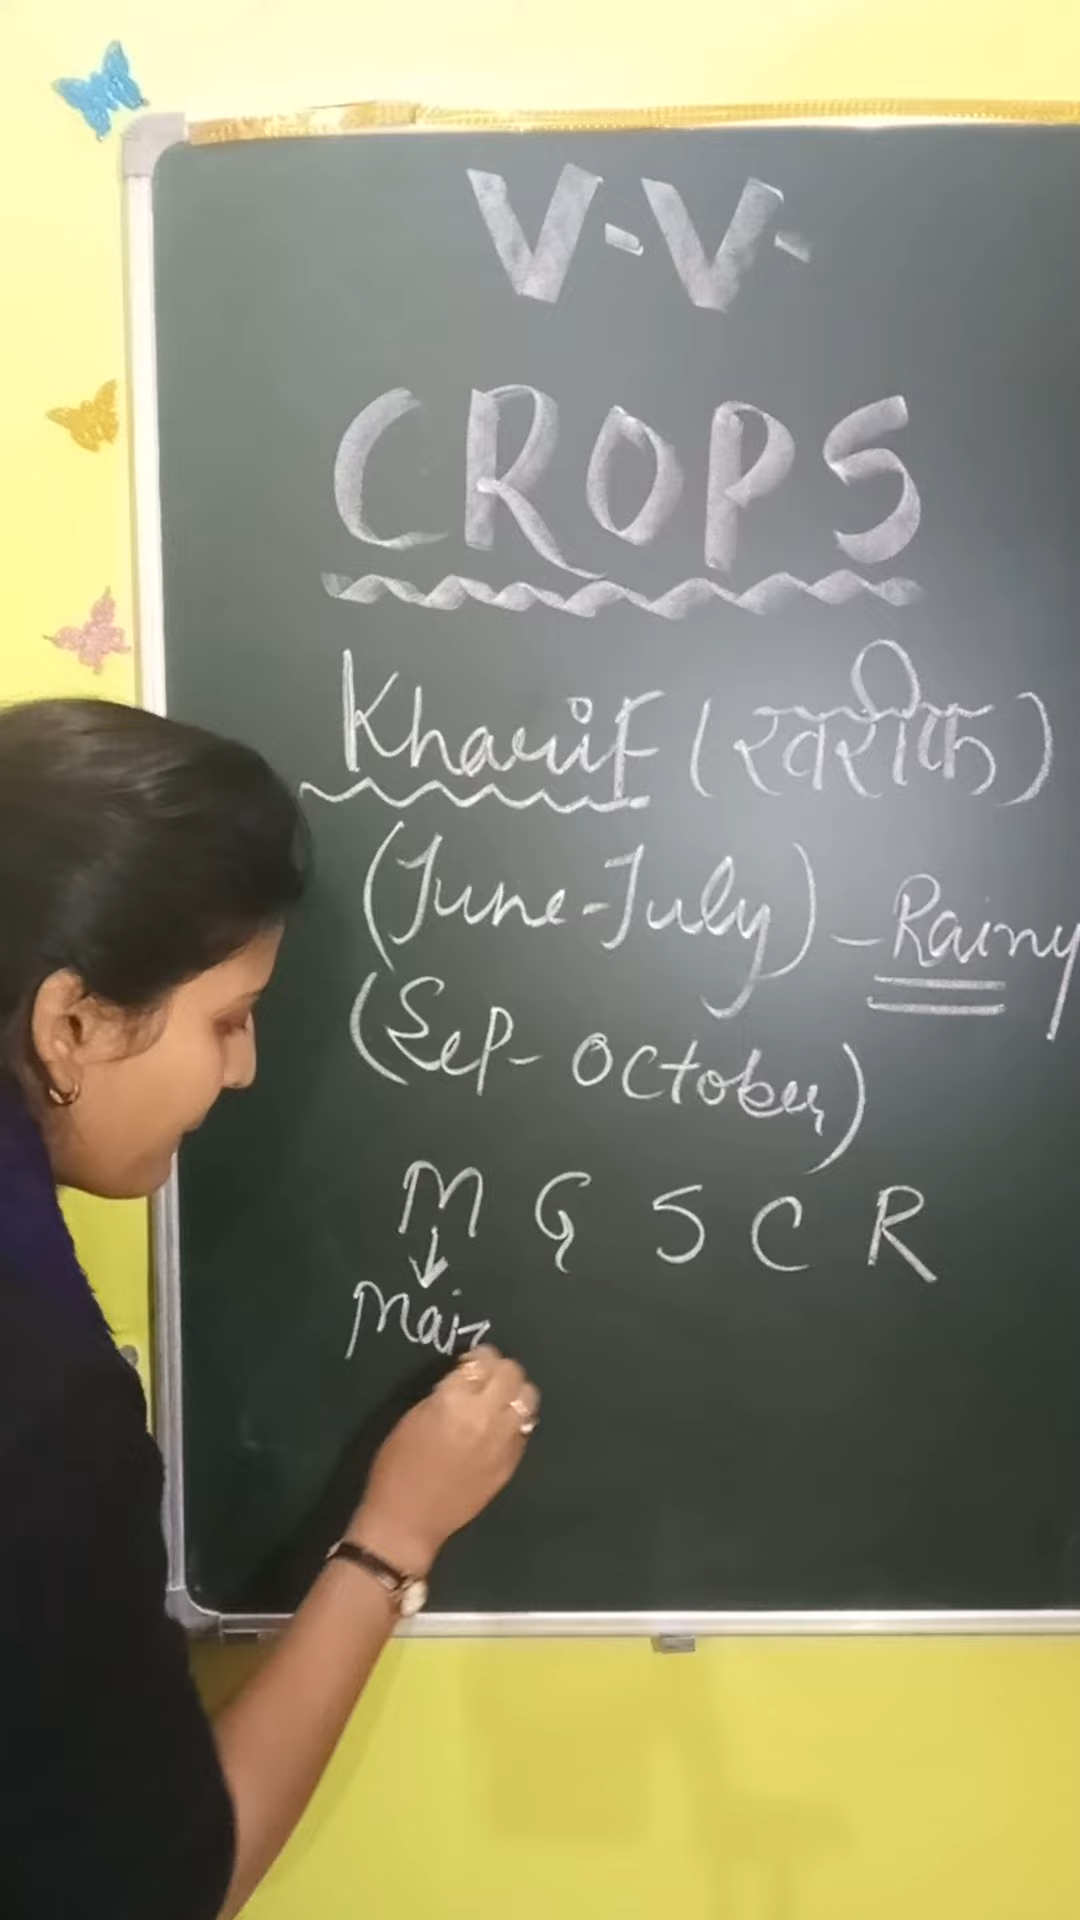 V.V.
CROPS
Kharif (खरीफ)
(June-July) - Rainy
(Sep- October)
M G S C R
↓
Maiz